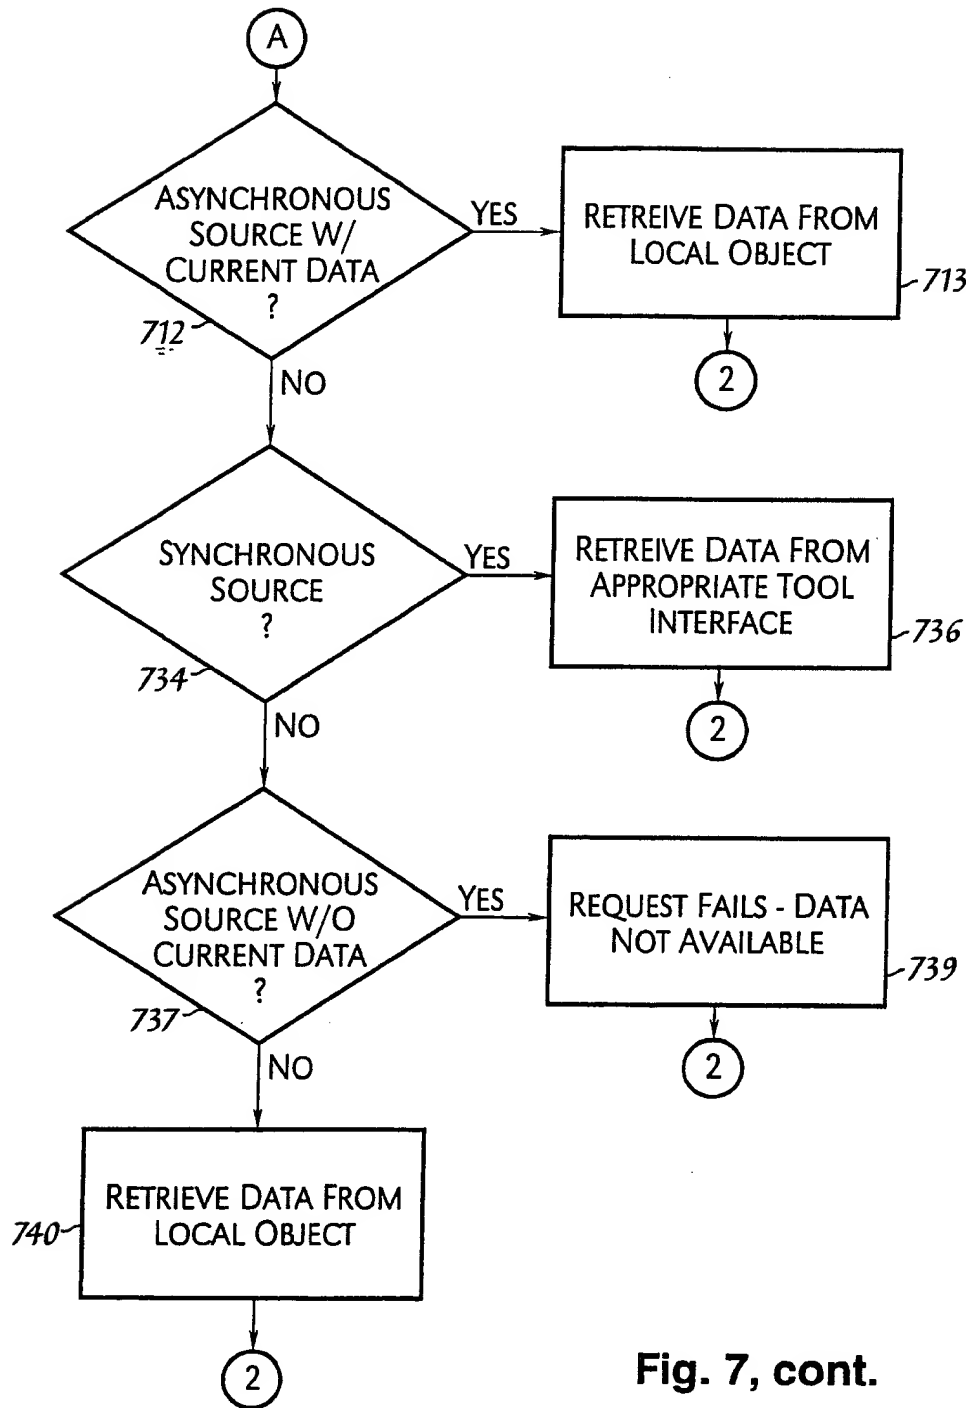 A
ASYNCHRONOUS
SOURCE W/
CURRENT DATA
?
712
YES
RETREIVE DATA FROM
LOCAL OBJECT
713
2
NO
SYNCHRONOUS
SOURCE
?
734
YES
RETREIVE DATA FROM
APPROPRIATE TOOL
INTERFACE
736
2
NO
ASYNCHRONOUS
SOURCE W/O
CURRENT DATA
?
737
YES
REQUEST FAILS - DATA
NOT AVAILABLE
739
2
NO
RETRIEVE DATA FROM
LOCAL OBJECT
740
2
Fig. 7, cont.